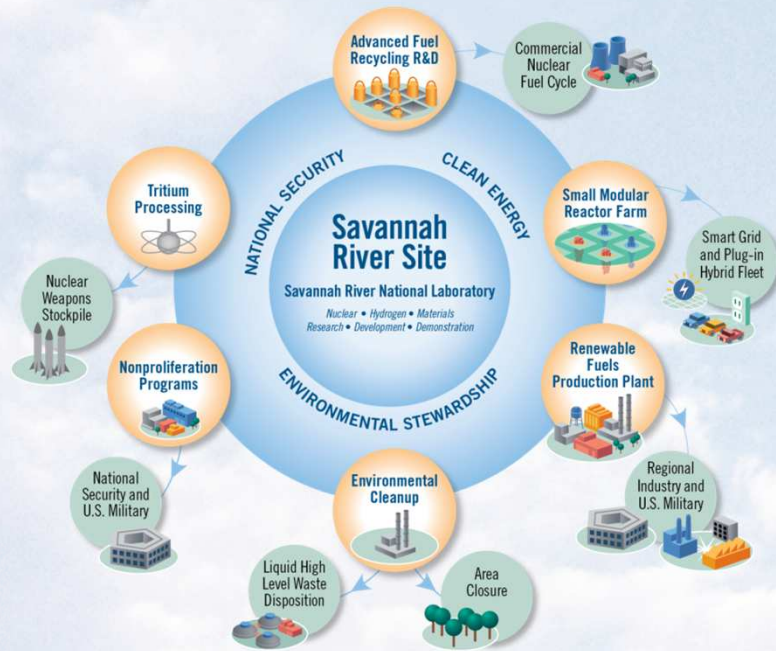 Advanced Fuel
Recycling R&D
Commercial
Nuclear
Fuel Cycle
NATIONAL SECURITY
CLEAN ENERGY
Tritium
Processing
Small Modular
Reactor Farm
Savannah
River Site
Savannah River National Laboratory
Nuclear • Hydrogen • Materials
Research • Development • Demonstration
Smart Grid
and Plug-in
Hybrid Fleet
Nuclear
Weapons
Stockpile
Nonproliferation
Programs
Renewable
Fuels
Production Plant
ENVIRONMENTAL STEWARDSHIP
National
Security and
U.S. Military
Environmental
Cleanup
Regional
Industry and
U.S. Military
Liquid High
Level Waste
Disposition
Area
Closure